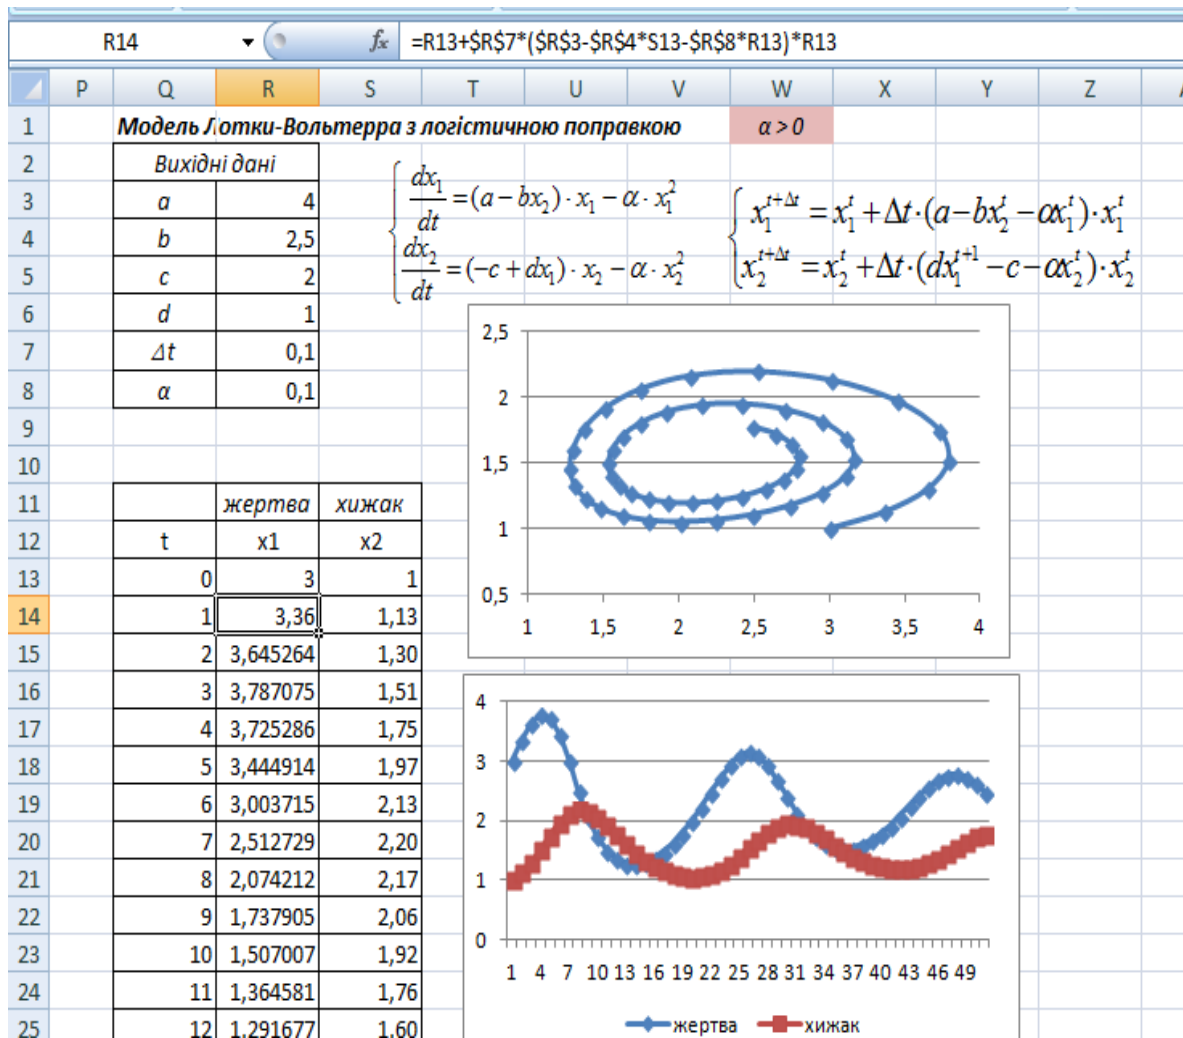 R14 fx =R13+$R$7*($R$3-$R$4*S13-$R$8*R13)*R13
P Q R S T U V W X Y Z
1 Модель Лотки-Вольтерра з логістичною поправкою α > 0
2 Вихідні дані
3 a 4
4 b 2,5
5 c 2
6 d 1
7 Δt 0,1
8 α 0,1
9
10
dx₁/dt = (a − bx₂) · x₁ − α · x₁²
dx₂/dt = (−c + dx₁) · x₂ − α · x₂²
x₁^{t+Δt} = x₁^t + Δt·(a − bx₂^t − αx₁^t)·x₁^t
x₂^{t+Δt} = x₂^t + Δt·(dx₁^{t+1} − c − αx₂^t)·x₂^t
11 жертва хижак
12 t x1 x2
13 0 3 1
14 1 3,36 1,13
15 2 3,645264 1,30
16 3 3,787075 1,51
17 4 3,725286 1,75
18 5 3,444914 1,97
19 6 3,003715 2,13
20 7 2,512729 2,20
21 8 2,074212 2,17
22 9 1,737905 2,06
23 10 1,507007 1,92
24 11 1,364581 1,76
25 12 1,291677 1,60
2,5
2
1,5
1
0,5
1 1,5 2 2,5 3 3,5 4
4
3
2
1
0
1 4 7 10 13 16 19 22 25 28 31 34 37 40 43 46 49
жертва хижак